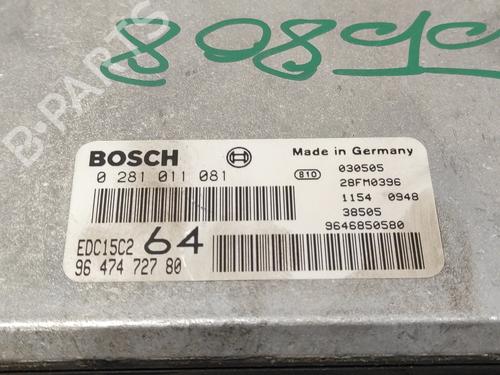 B-PARTS
BOSCH
Made in Germany
0 281 011 081
810
030505
28FM0396
1154 0948
38505
9646850580
EDC15C2 64
96 474 727 80